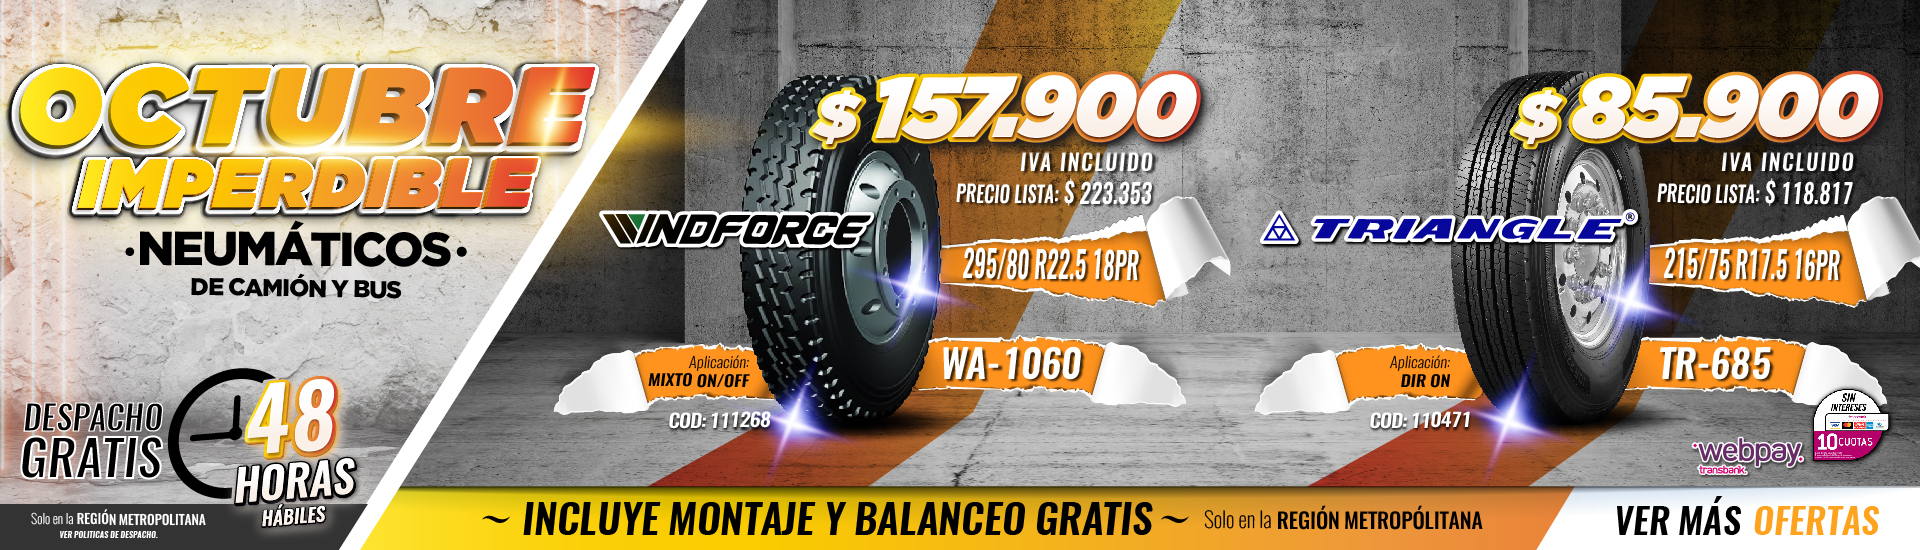 OCTUBRE
IMPERDIBLE
·NEUMÁTICOS·
DE CAMIÓN Y BUS
DESPACHO
GRATIS
48
HORAS
HÁBILES
Solo en la REGIÓN METROPOLITANA
VER POLITICAS DE DESPACHO.
$ 157.900
IVA INCLUIDO
PRECIO LISTA: $ 223.353
WINDFORCE
295/80 R22.5 18PR
Aplicación:
MIXTO ON/OFF
WA-1060
COD: 111268
$ 85.900
IVA INCLUIDO
PRECIO LISTA: $ 118.817
TRIANGLE®
215/75 R17.5 16PR
Aplicación:
DIR ON
TR-685
COD: 110471
webpay.
transbank.
SIN
INTERESES
10 CUOTAS
~ INCLUYE MONTAJE Y BALANCEO GRATIS ~ Solo en la REGIÓN METROPÓLITANA
VER MÁS OFERTAS